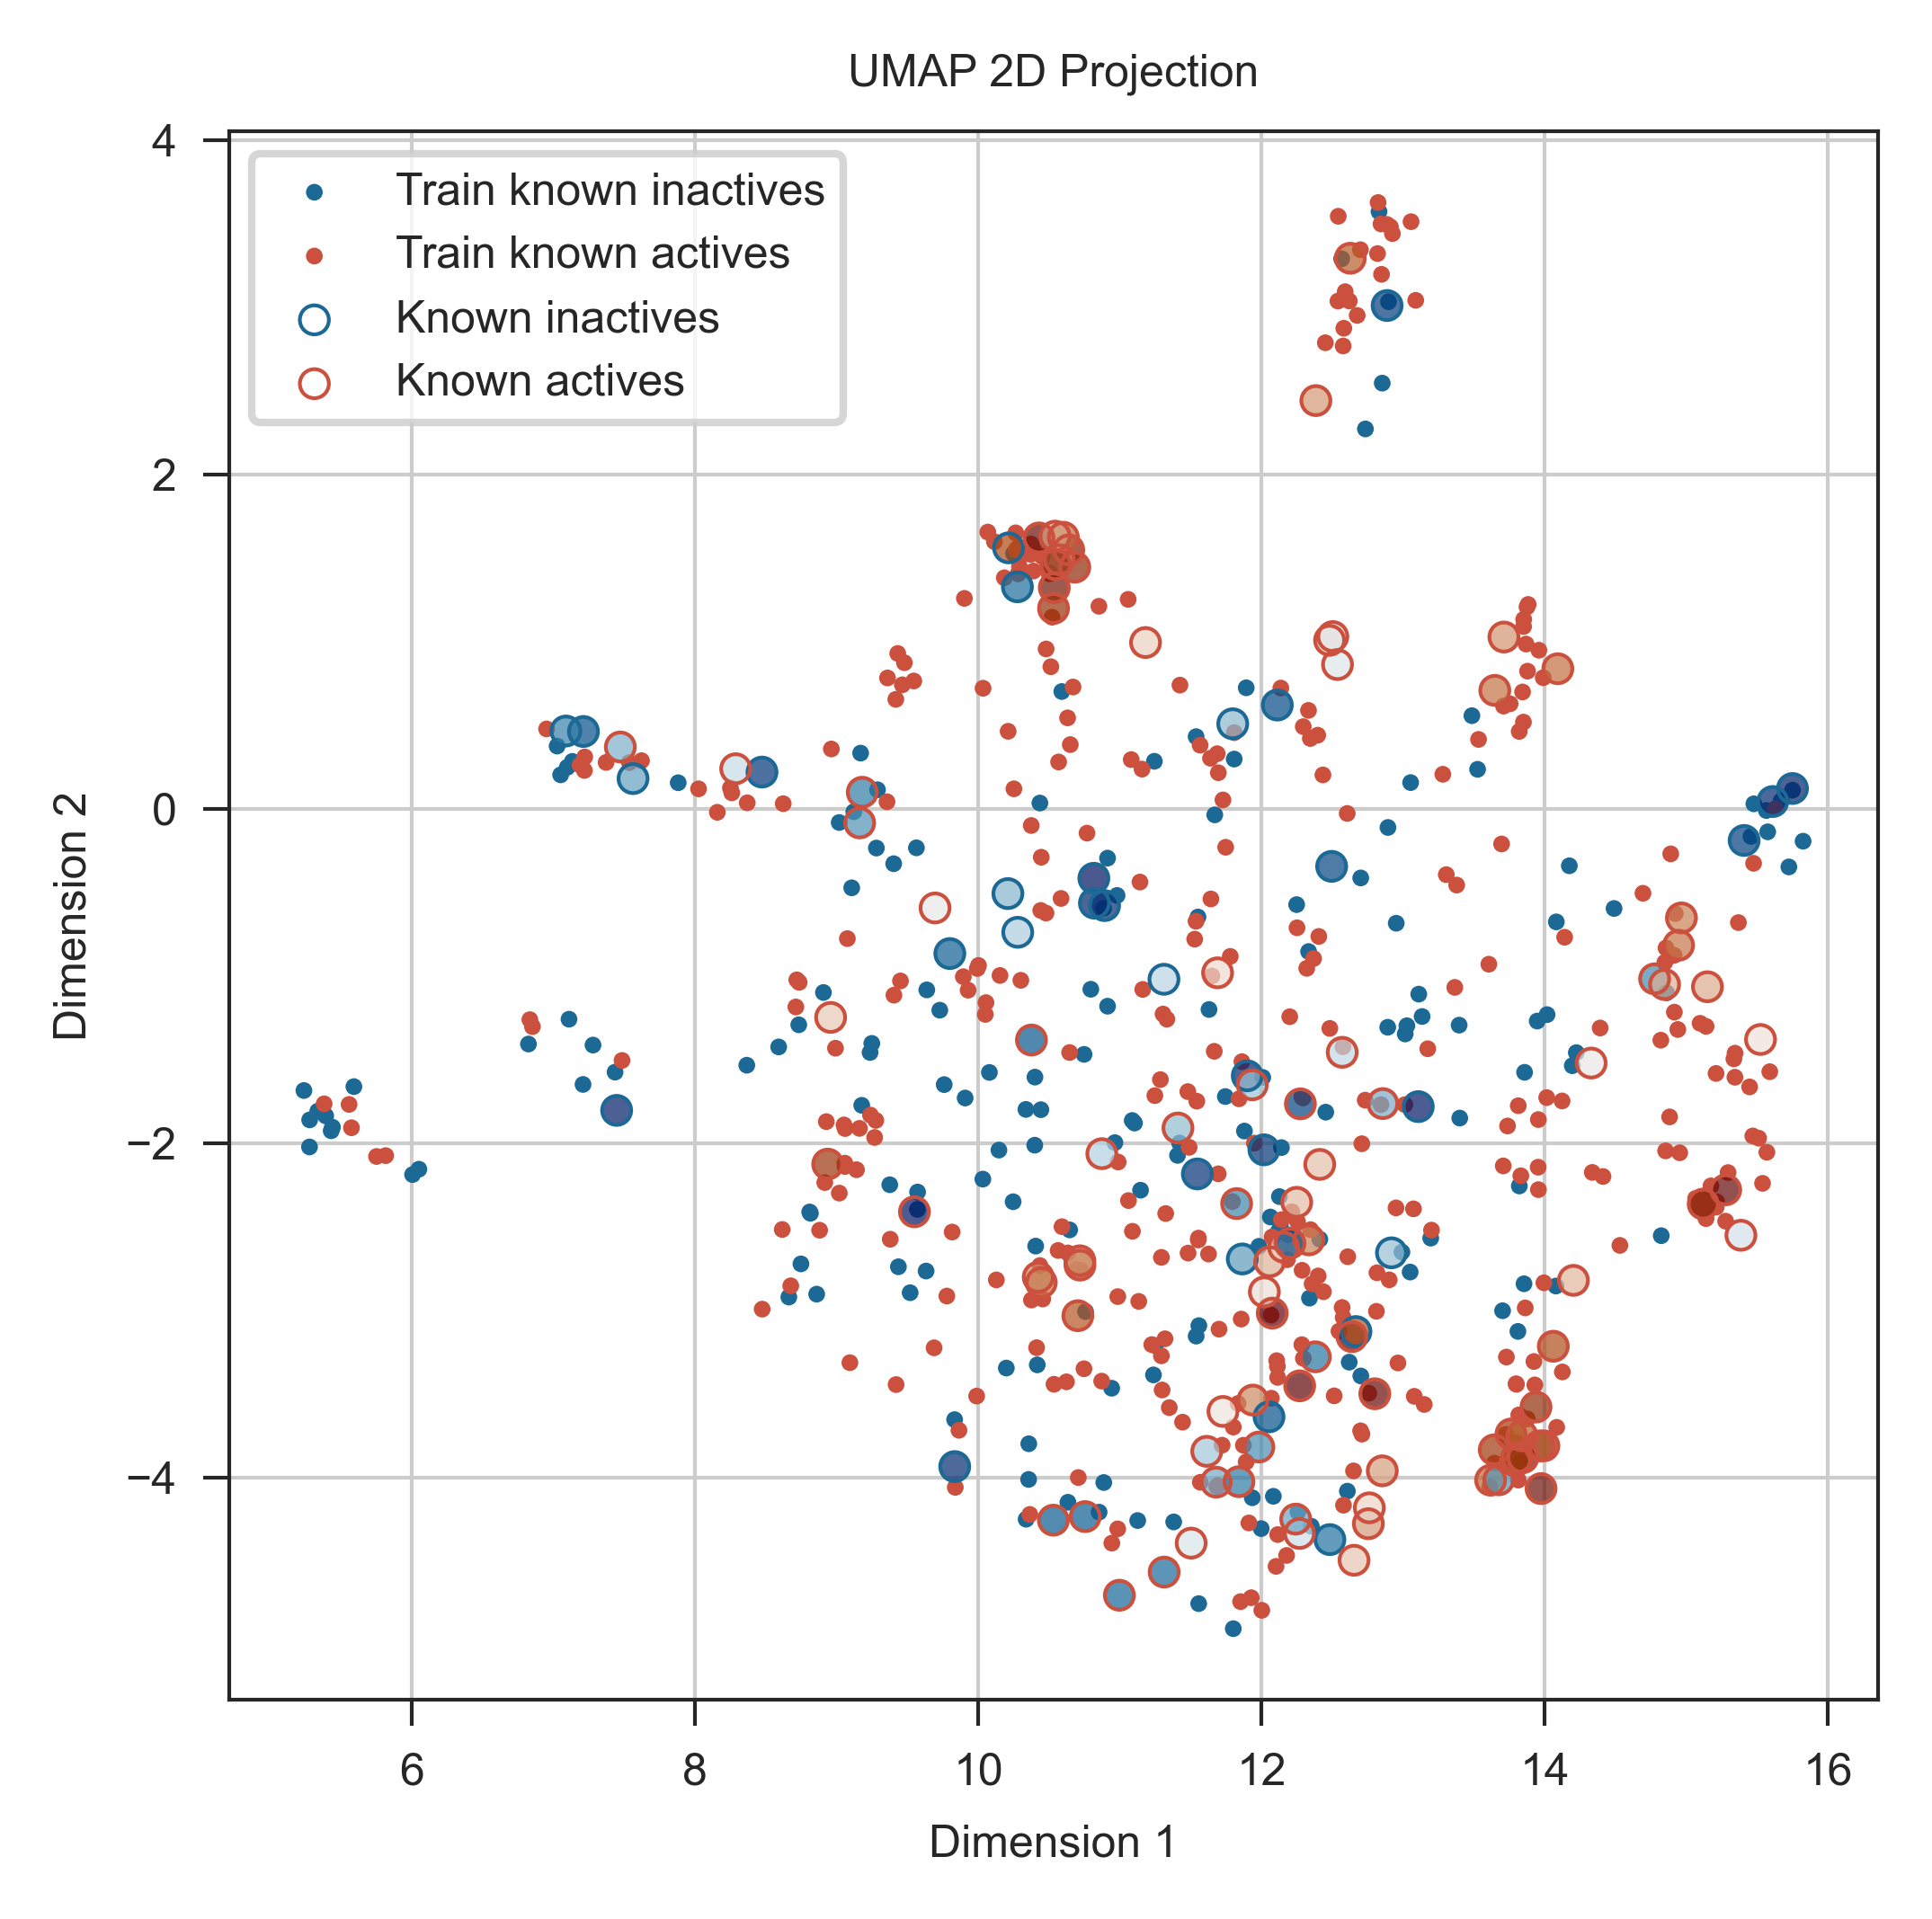 UMAP 2D Projection
Train known inactives
Train known actives
Known inactives
Known actives
4
2
0
−2
−4
Dimension 2
6 8 10 12 14 16
Dimension 1